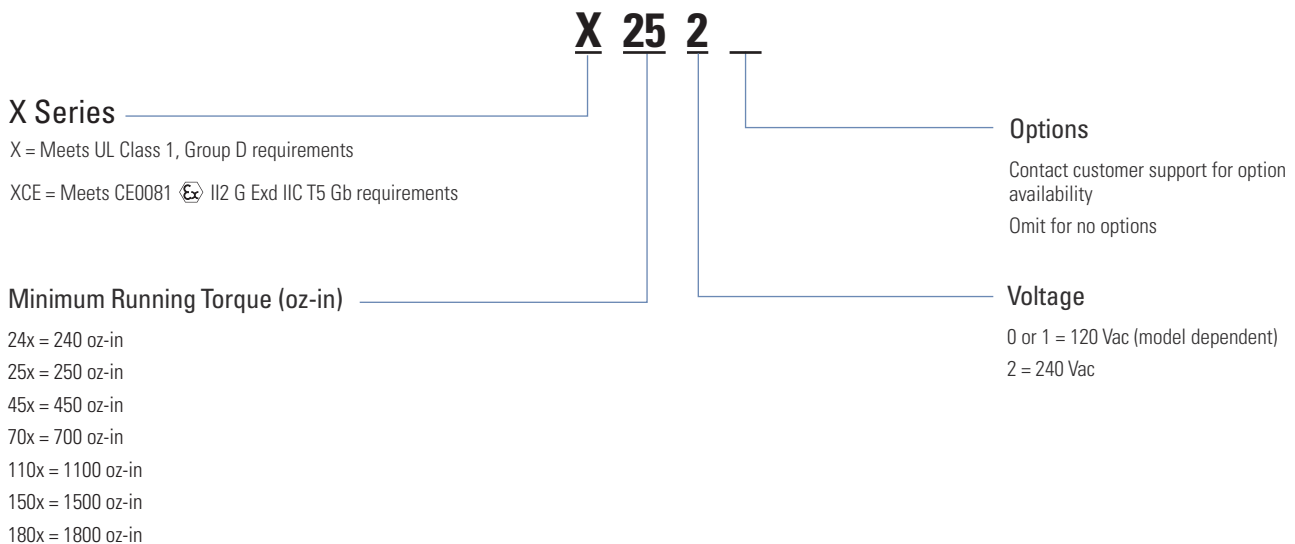 X 25 2
X Series
X = Meets UL Class 1, Group D requirements
XCE = Meets CE0081 Ex II2 G Exd IIC T5 Gb requirements
Minimum Running Torque (oz-in)
24x = 240 oz-in
25x = 250 oz-in
45x = 450 oz-in
70x = 700 oz-in
110x = 1100 oz-in
150x = 1500 oz-in
180x = 1800 oz-in
Options
Contact customer support for option
availability
Omit for no options
Voltage
0 or 1 = 120 Vac (model dependent)
2 = 240 Vac